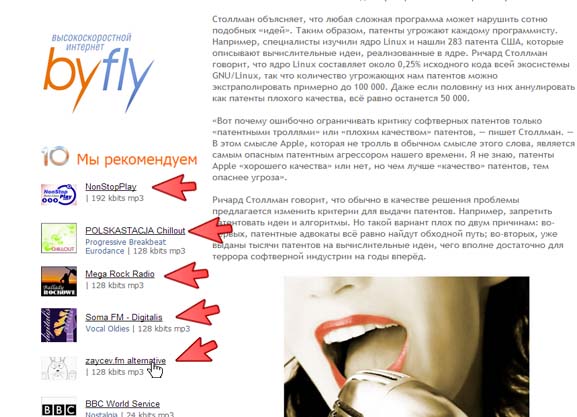 высокоскоростной
интернет
byfly
10 Мы рекомендуем
NonStopPlay
| 192 kbits mp3
POLSKASTACJA Chillout
Progressive Breakbeat
Eurodance | 128 kbits mp3
Mega Rock Radio
| 128 kbits mp3
Soma FM - Digitalis
Vocal Oldies | 128 kbits mp3
zaycev.fm alternative
| 128 kbits mp3
BBC World Service
Nostalgia | 24 kbits mp3
NonStop
Play
CHILLOUT
Ballady
ROCKOWE
digitalis
BBC
Столлман объясняет, что любая сложная программа может нарушить сотню
подобных «идей». Таким образом, патенты угрожают каждому программисту.
Например, специалисты изучили ядро Linux и нашли 283 патента США, которые
описывают вычислительные идеи, реализованные в ядре. Ричард Столлман
говорит, что ядро Linux составляет около 0,25% исходного кода всей экосистемы
GNU/Linux, так что количество угрожающих нам патентов можно
экстраполировать примерно до 100 000. Даже если половину из них аннулировать
как патенты плохого качества, всё равно останется 50 000.
«Вот почему ошибочно ограничивать критику софтверных патентов только
«патентными троллями» или «плохим качеством» патентов, — пишет Столлман. —
В этом смысле Apple, которая не тролль в обычном смысле этого слова, является
самым опасным патентным агрессором нашего времени. Я не знаю, патенты
Apple «хорошего качества» или нет, но чем лучше «качество» патентов, тем
опаснее угроза».
Ричард Столлман говорит, что обычно в качестве решения проблемы
предлагается изменить критерии для выдачи патентов. Например, запретить
патентовать идеи и алгоритмы. Но такой вариант плох по двум причинам: во-
первых, патентные адвокаты всё равно найдут обходной путь; во-вторых, уже
выданы тысячи патентов на вычислительные идеи, чего вполне достаточно для
террора софтверной индустрии на годы вперёд.